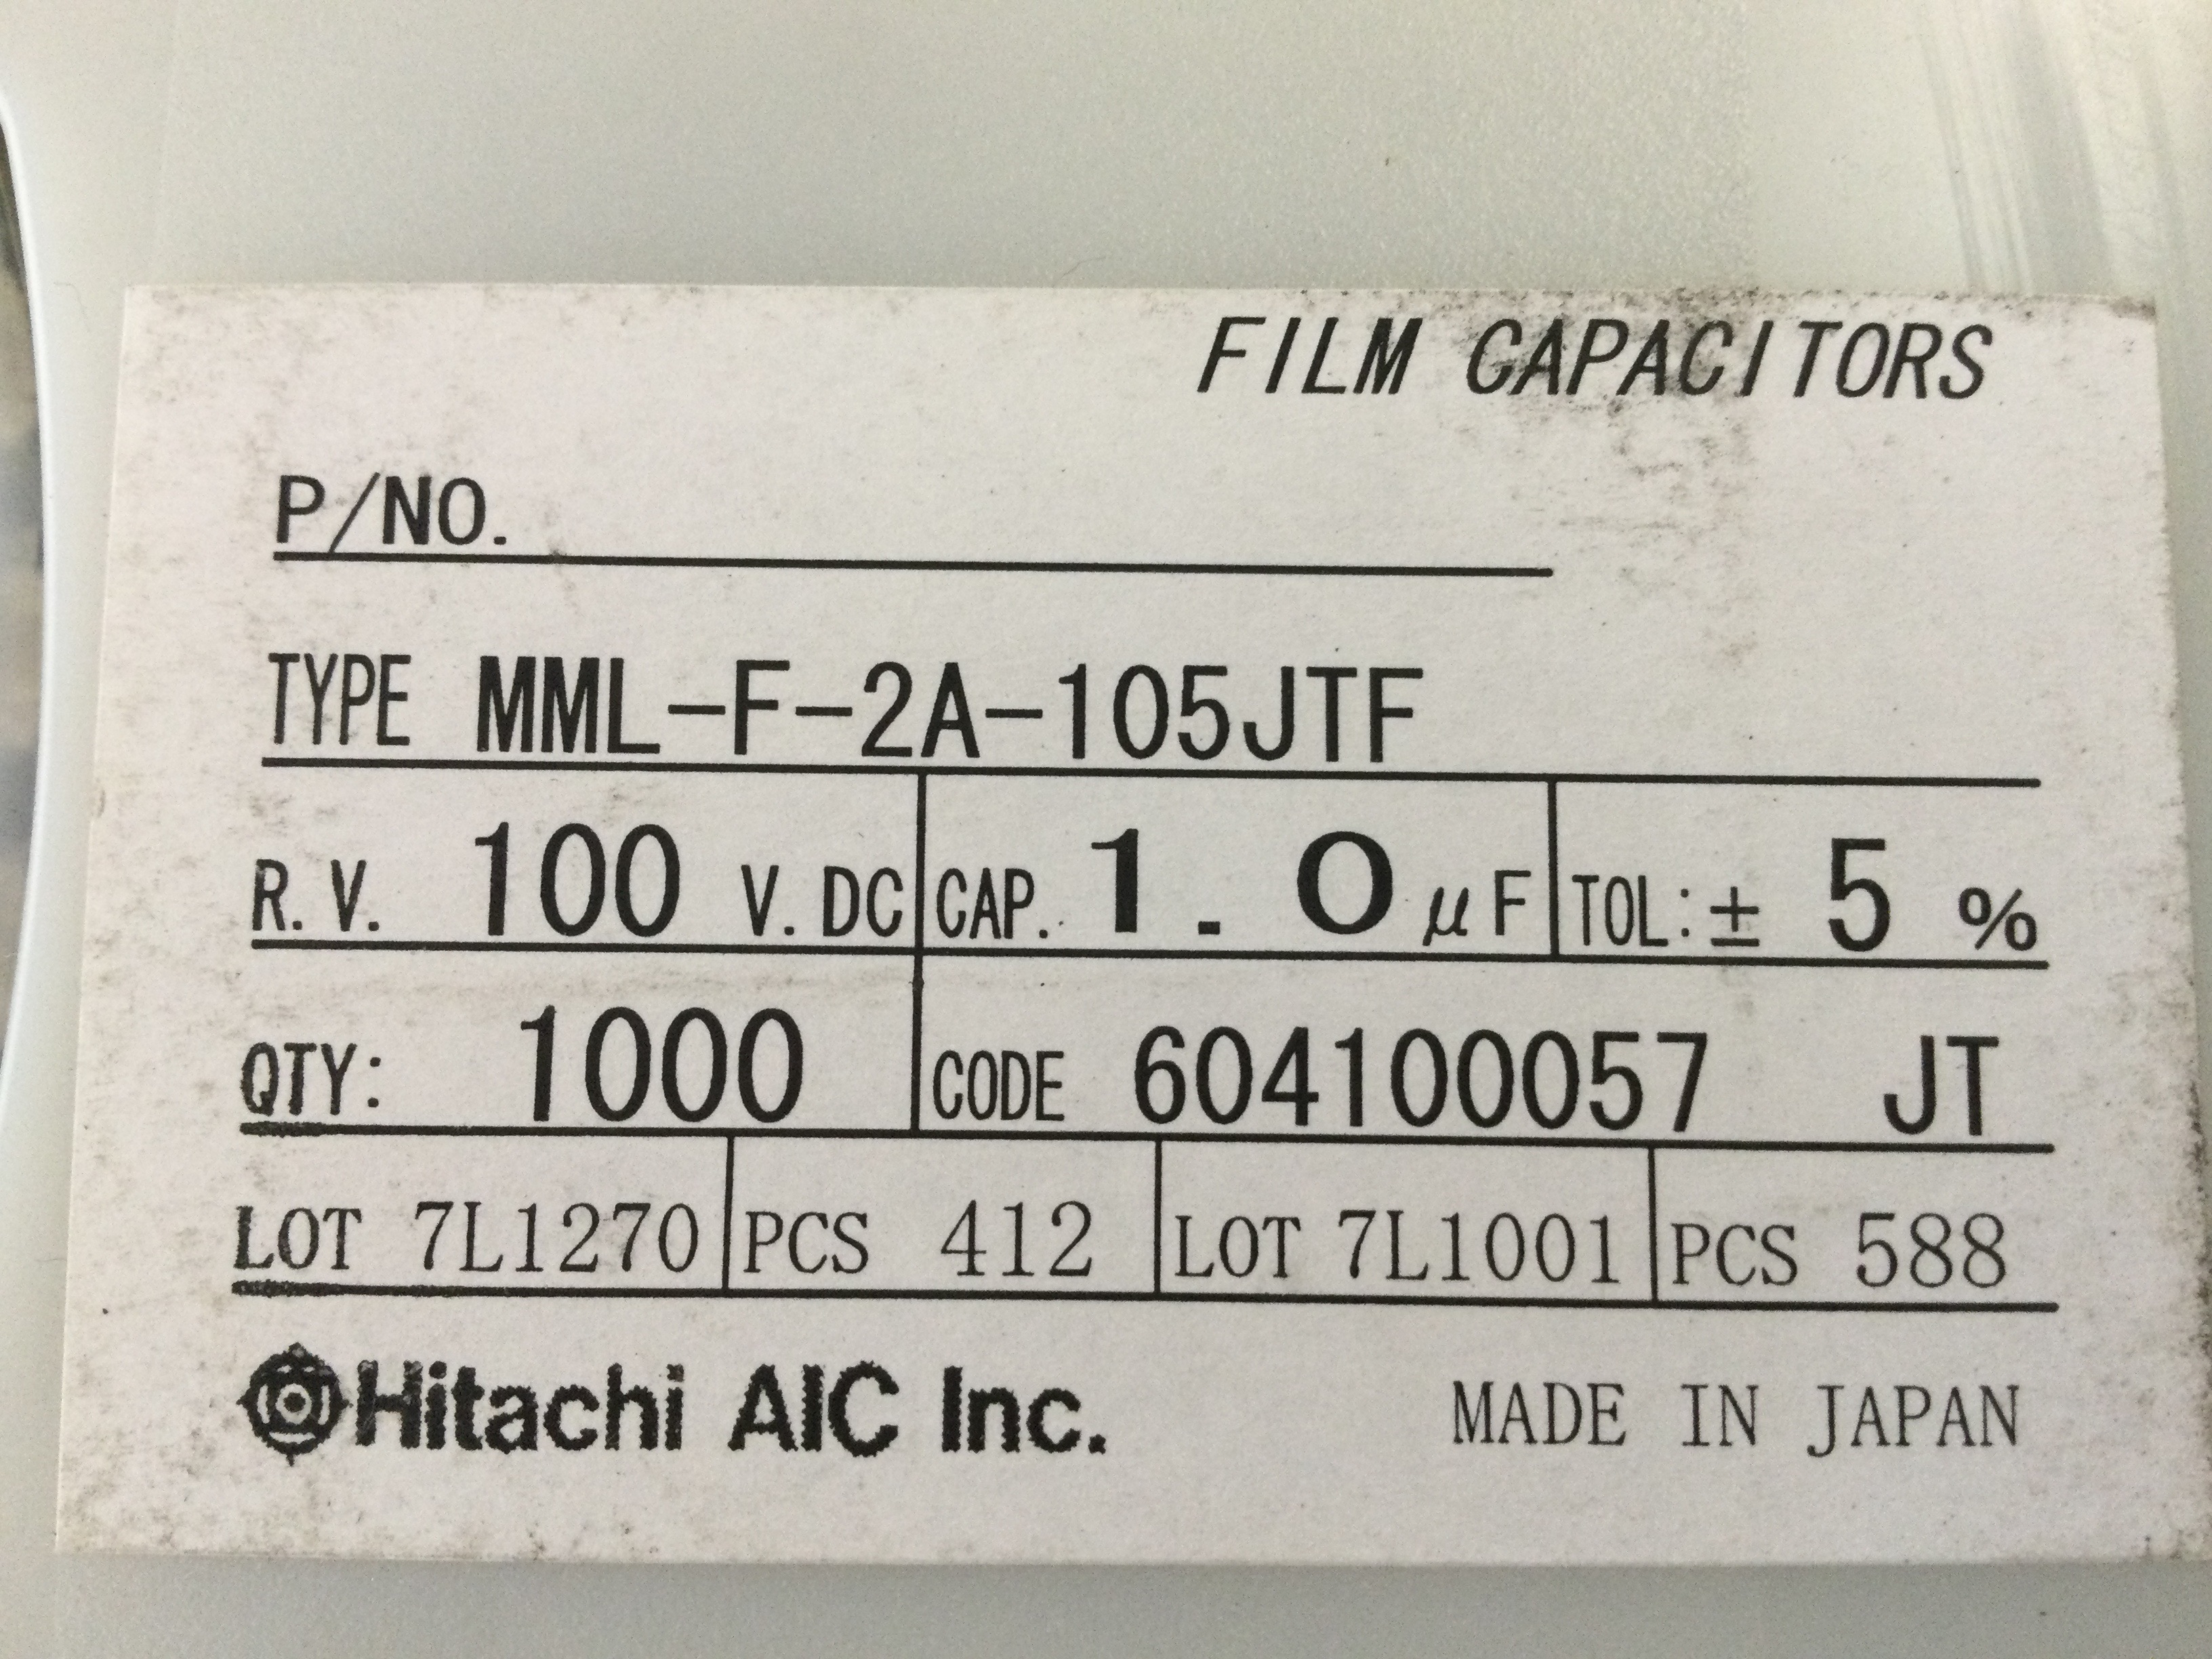 FILM CAPACITORS
P/NO.
TYPE MML-F-2A-105JTF
R.V. 100 V.DC CAP. 1.0 μF TOL:± 5 %
QTY: 1000 CODE 604100057 JT
LOT 7L1270 PCS 412 LOT 7L1001 PCS 588
Hitachi AIC Inc. MADE IN JAPAN